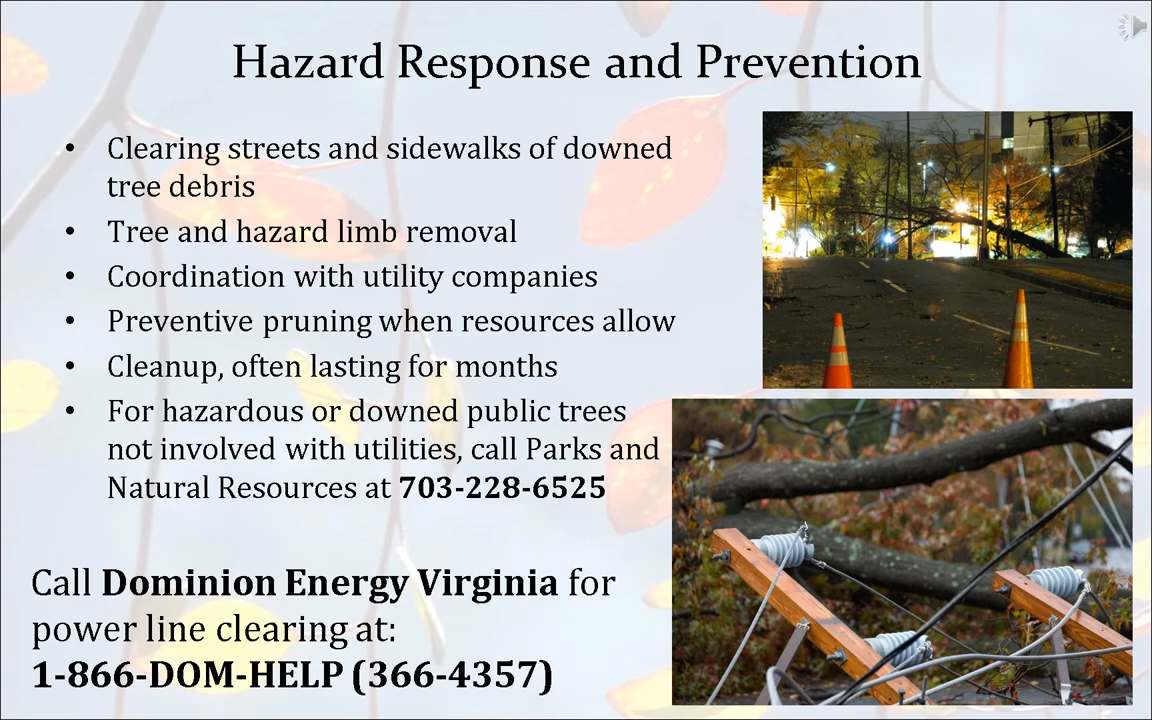 Hazard Response and Prevention
• Clearing streets and sidewalks of downed
tree debris
• Tree and hazard limb removal
• Coordination with utility companies
• Preventive pruning when resources allow
• Cleanup, often lasting for months
• For hazardous or downed public trees
not involved with utilities, call Parks and
Natural Resources at 703-228-6525
Call Dominion Energy Virginia for
power line clearing at:
1-866-DOM-HELP (366-4357)